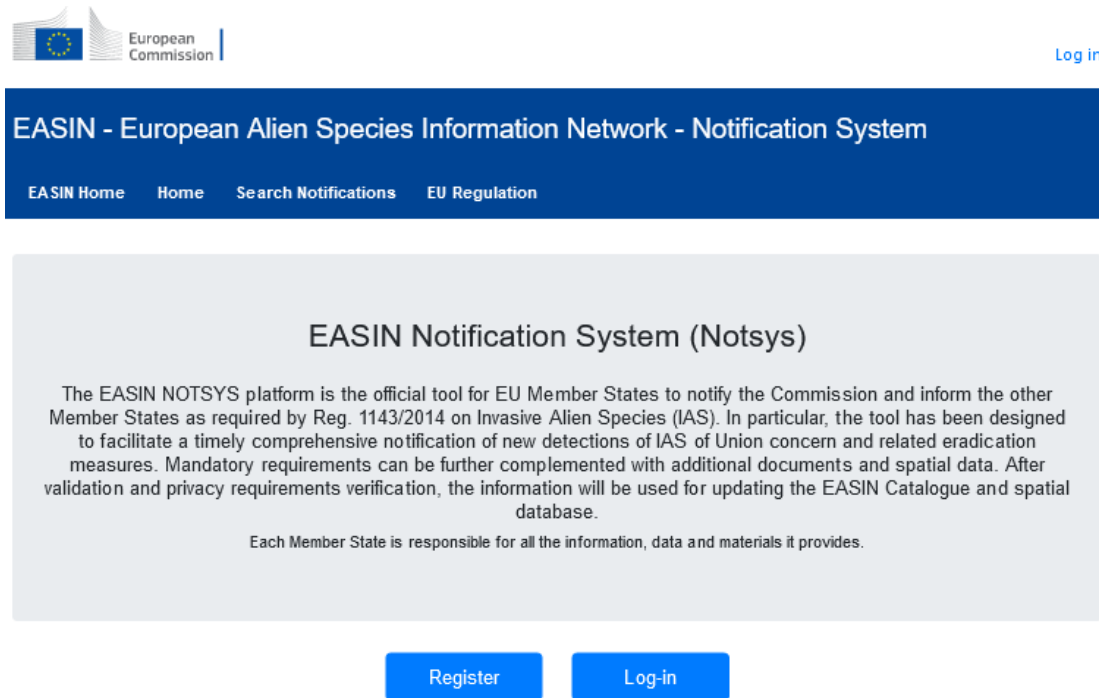 European
Commission
Log in
EASIN - European Alien Species Information Network - Notification System
EASIN Home Home Search Notifications EU Regulation
EASIN Notification System (Notsys)
The EASIN NOTSYS platform is the official tool for EU Member States to notify the Commission and inform the other
Member States as required by Reg. 1143/2014 on Invasive Alien Species (IAS). In particular, the tool has been designed
to facilitate a timely comprehensive notification of new detections of IAS of Union concern and related eradication
measures. Mandatory requirements can be further complemented with additional documents and spatial data. After
validation and privacy requirements verification, the information will be used for updating the EASIN Catalogue and spatial
database.
Each Member State is responsible for all the information, data and materials it provides.
Register Log-in